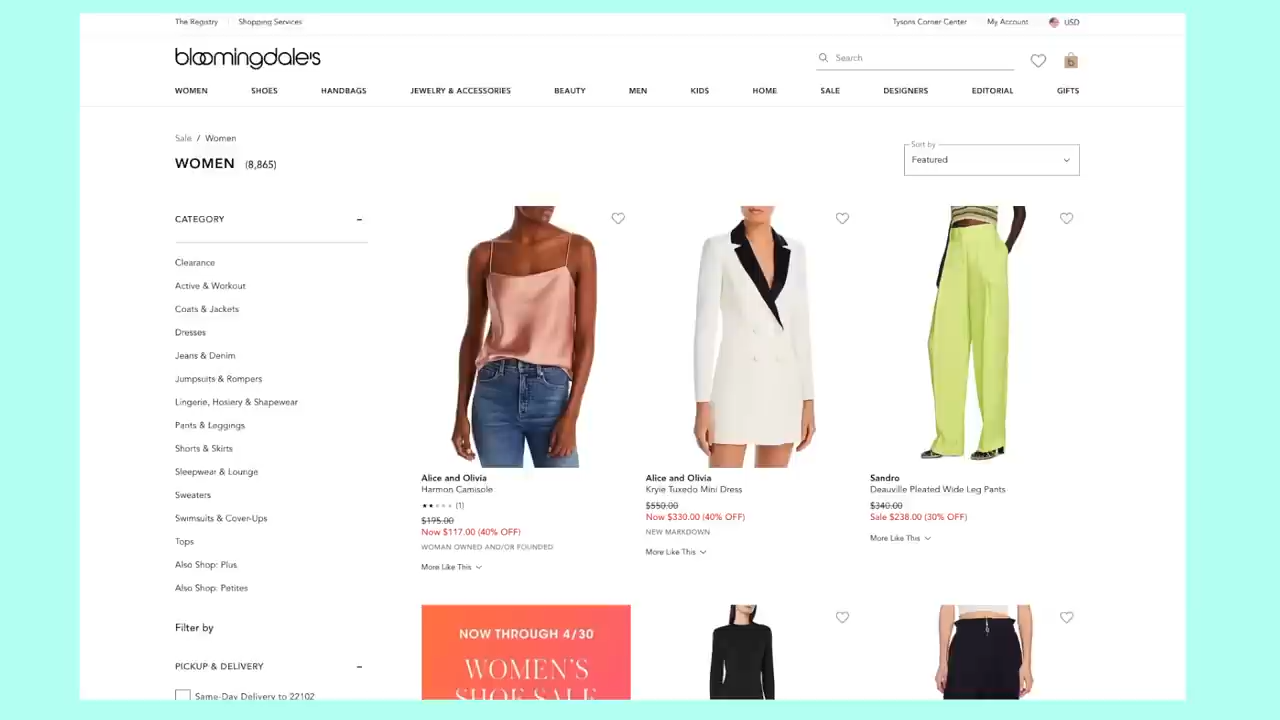 The Registry
Shopping Services
Tysons Corner Center
My Account
USD
bloomingdale's
Search
b
WOMEN
SHOES
HANDBAGS
JEWELRY & ACCESSORIES
BEAUTY
MEN
KIDS
HOME
SALE
DESIGNERS
EDITORIAL
GIFTS
Sale / Women
WOMEN (8,865)
Sort by
Featured
CATEGORY
Clearance
Active & Workout
Coats & Jackets
Dresses
Jeans & Denim
Jumpsuits & Rompers
Lingerie, Hosiery & Shapewear
Pants & Leggings
Shorts & Skirts
Sleepwear & Lounge
Sweaters
Swimsuits & Cover-Ups
Tops
Also Shop: Plus
Also Shop: Petites
Filter by
PICKUP & DELIVERY
Same-Day Delivery to 22102
Alice and Olivia
Harmon Camisole
(1)
$195.00
Now $117.00 (40% OFF)
WOMAN OWNED AND/OR FOUNDED
More Like This
Alice and Olivia
Kryie Tuxedo Mini Dress
$550.00
Now $330.00 (40% OFF)
NEW MARKDOWN
More Like This
Sandro
Deauville Pleated Wide Leg Pants
$340.00
Sale $238.00 (30% OFF)
More Like This
NOW THROUGH 4/30
WOMEN'S
SHOE SALE